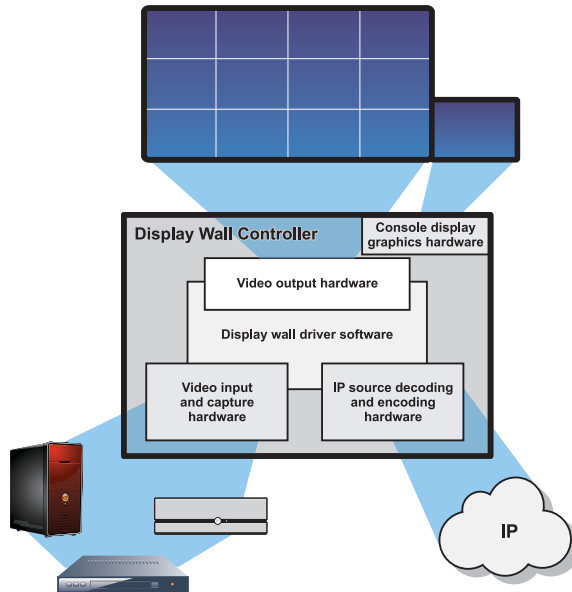 Display Wall Controller
Console display
graphics hardware
Video output hardware
Display wall driver software
Video input
and capture
hardware
IP source decoding
and encoding
hardware
IP